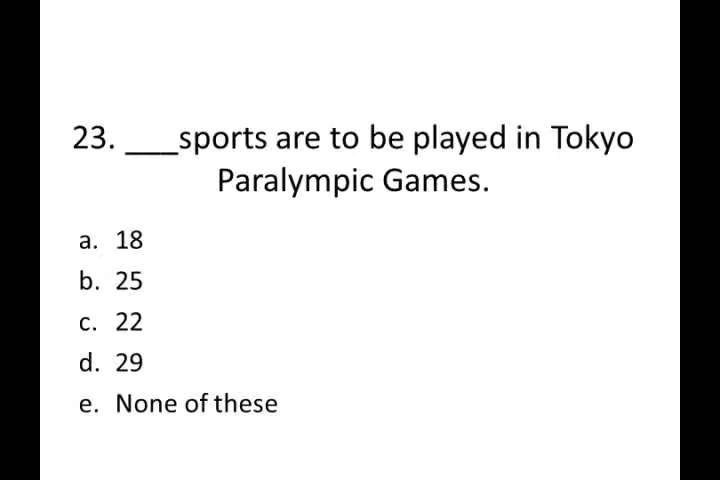 23. ___sports are to be played in Tokyo
Paralympic Games.
a. 18
b. 25
c. 22
d. 29
e. None of these